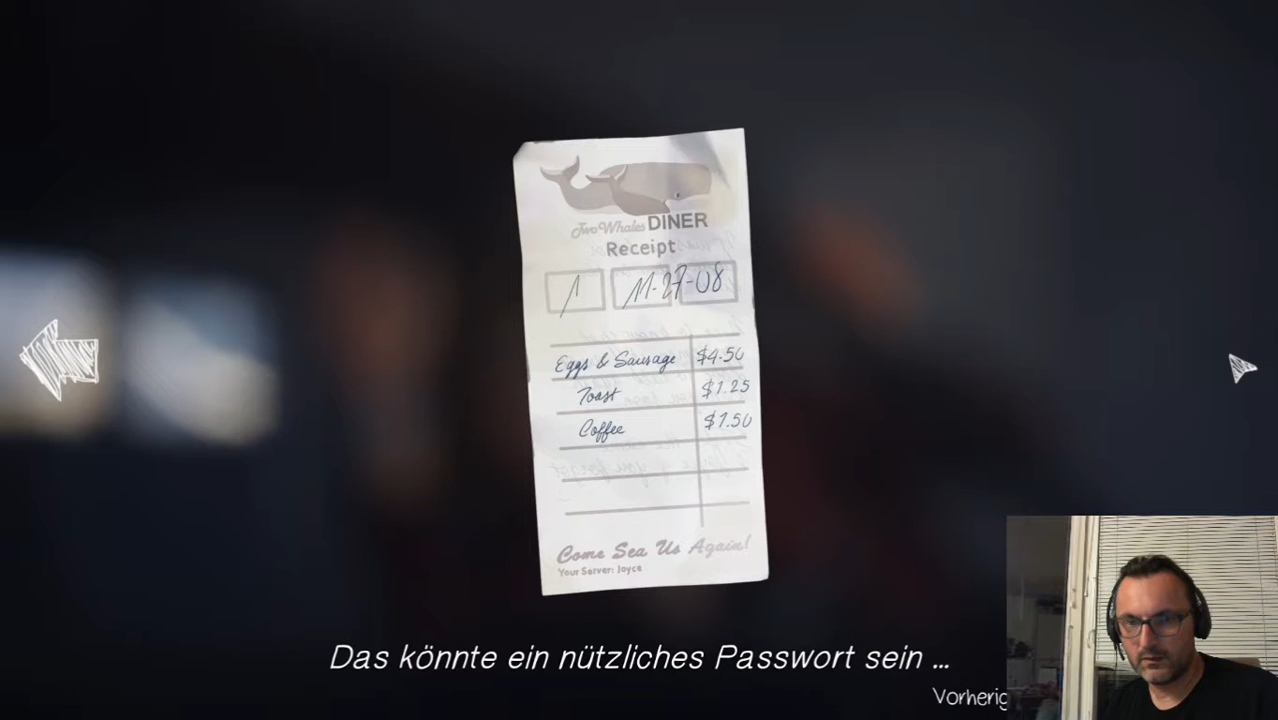 Two Whales DINER
Receipt
1 11-27-08
Eggs & Sausage $4.50
Toast $1.25
Coffee $1.50
Come Sea Us Again!
Your Server: Joyce
Das könnte ein nützliches Passwort sein ...
Vorherig